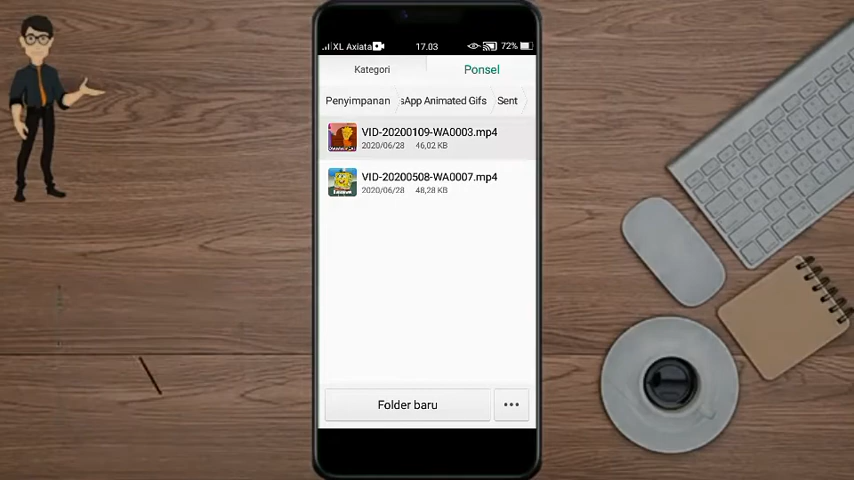 XL Axiata
17.03
72%
Kategori
Ponsel
Penyimpanan
sApp Animated Gifs
Sent
VID-20200109-WA0003.mp4
2020/06/28 46,02 KB
VID-20200508-WA0007.mp4
2020/06/28 48,28 KB
Folder baru